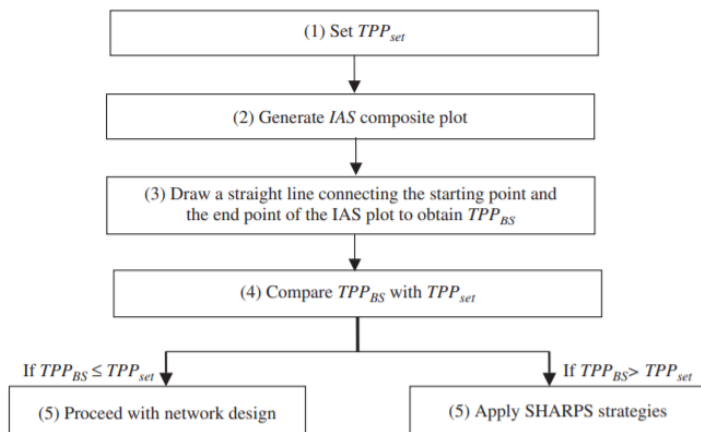 (1) Set TPP_set
(2) Generate IAS composite plot
(3) Draw a straight line connecting the starting point and
the end point of the IAS plot to obtain TPP_BS
(4) Compare TPP_BS with TPP_set
If TPP_BS ≤ TPP_set
If TPP_BS> TPP_set
(5) Proceed with network design
(5) Apply SHARPS strategies